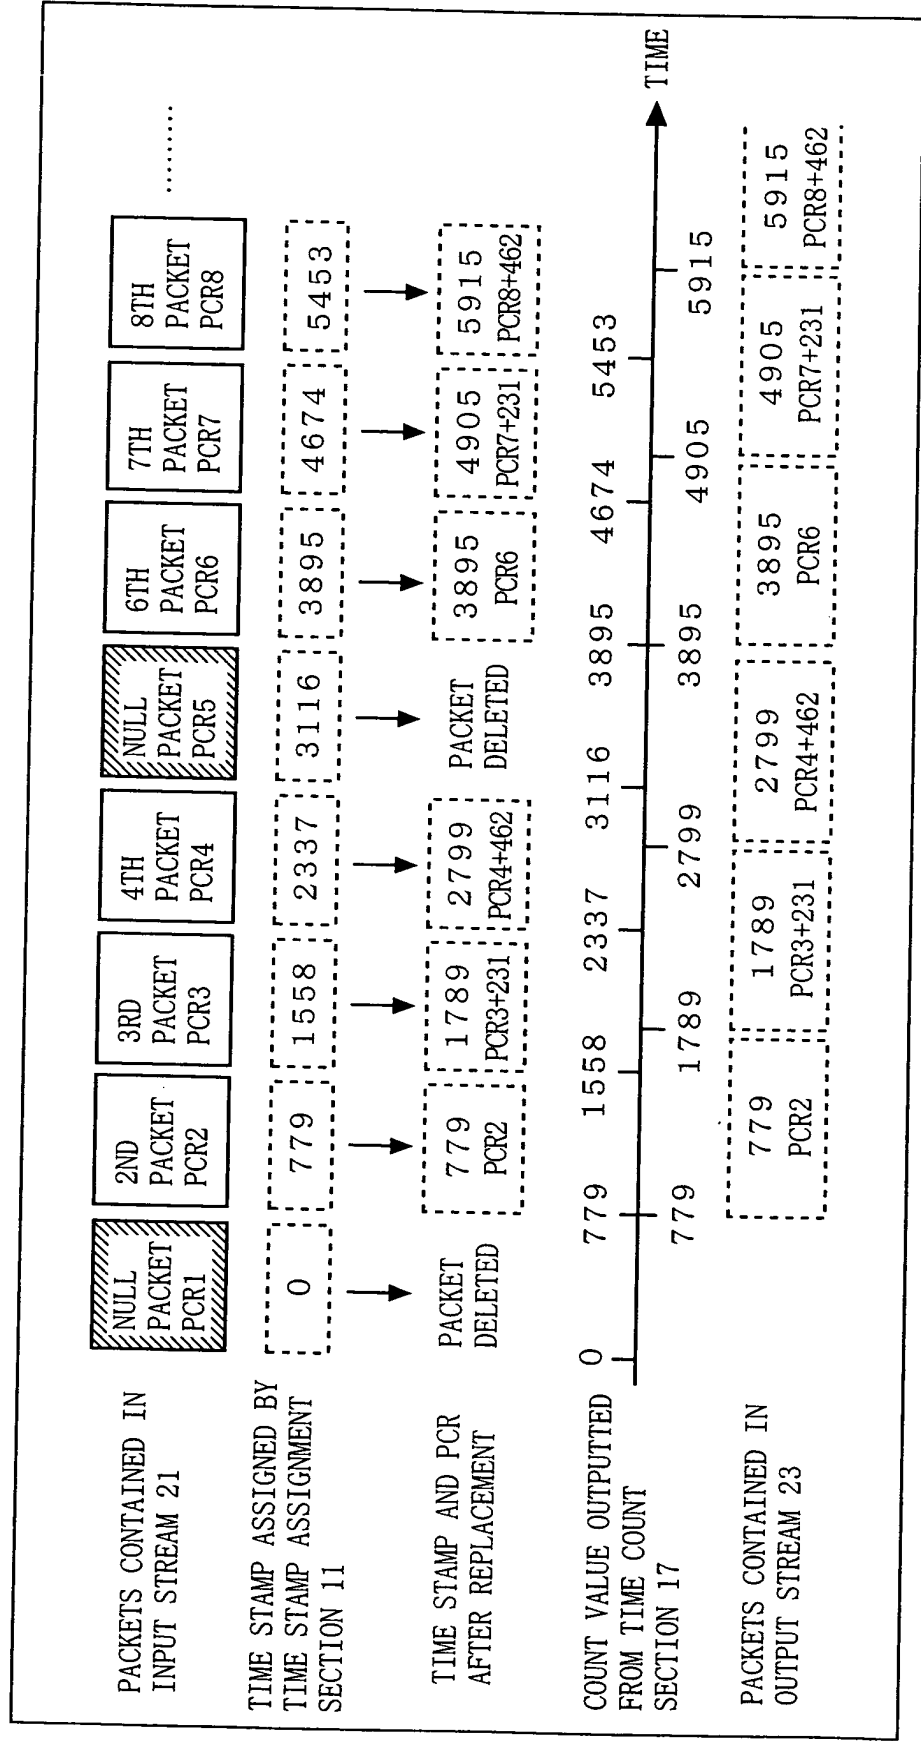 PACKETS CONTAINED IN
INPUT STREAM 21
NULL
PACKET
PCR1
2ND
PACKET
PCR2
3RD
PACKET
PCR3
4TH
PACKET
PCR4
NULL
PACKET
PCR5
6TH
PACKET
PCR6
7TH
PACKET
PCR7
8TH
PACKET
PCR8
.........
TIME STAMP ASSIGNED BY
TIME STAMP ASSIGNMENT
SECTION 11
0
779
1558
2337
3116
3895
4674
5453
TIME STAMP AND PCR
AFTER REPLACEMENT
PACKET
DELETED
779
PCR2
1789
PCR3+231
2799
PCR4+462
PACKET
DELETED
3895
PCR6
4905
PCR7+231
5915
PCR8+462
COUNT VALUE OUTPUTTED
FROM TIME COUNT
SECTION 17
0
779
1558
2337
3116
3895
4674
5453
TIME
779
1789
2799
3895
4905
5915
PACKETS CONTAINED IN
OUTPUT STREAM 23
779
PCR2
1789
PCR3+231
2799
PCR4+462
3895
PCR6
4905
PCR7+231
5915
PCR8+462